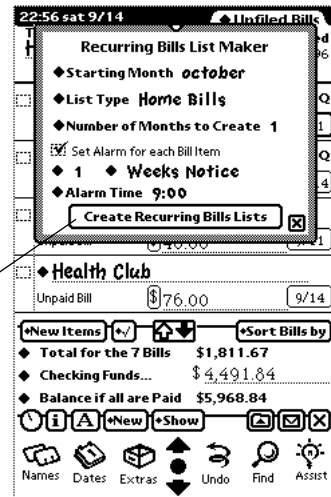 22:56 sat 9/14
Unfiled Bills
Recurring Bills List Maker
Starting Month october
List Type Home Bills
Number of Months to Create 1
Set Alarm for each Bill Item
1 Weeks Notice
Alarm Time 9:00
Create Recurring Bills Lists
Health Club
Unpaid Bill $76.00 9/14
New Items √ Sort Bills by
Total for the 7 Bills $1,811.67
Checking Funds... $4,491.84
Balance if all are Paid $5,968.84
i A New Show
Names Dates Extras Undo Find Assist